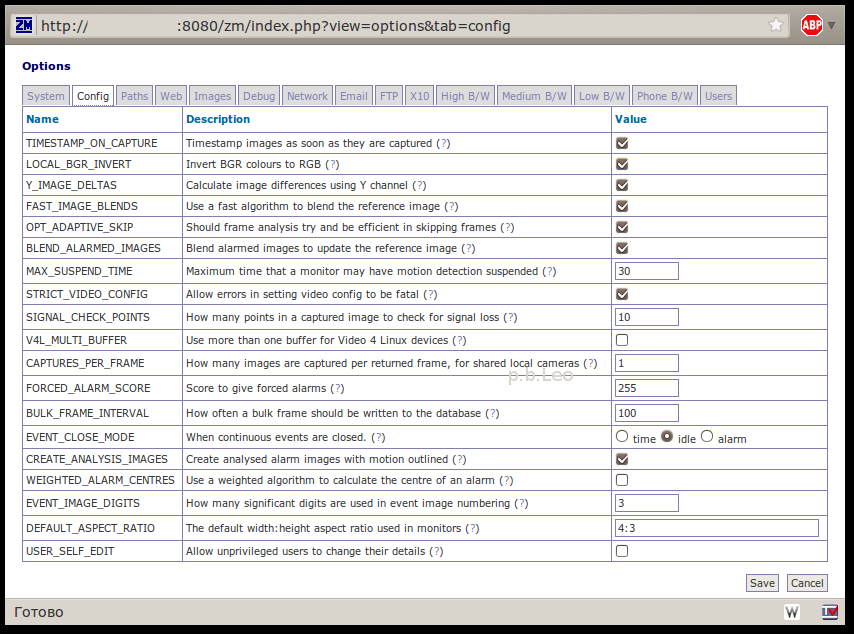 ZM http:// :8080/zm/index.php?view=options&tab=config ABP
Options
System Config Paths Web Images Debug Network Email FTP X10 High B/W Medium B/W Low B/W Phone B/W Users
Name Description Value
TIMESTAMP_ON_CAPTURE Timestamp images as soon as they are captured (?)
LOCAL_BGR_INVERT Invert BGR colours to RGB (?)
Y_IMAGE_DELTAS Calculate image differences using Y channel (?)
FAST_IMAGE_BLENDS Use a fast algorithm to blend the reference image (?)
OPT_ADAPTIVE_SKIP Should frame analysis try and be efficient in skipping frames (?)
BLEND_ALARMED_IMAGES Blend alarmed images to update the reference image (?)
MAX_SUSPEND_TIME Maximum time that a monitor may have motion detection suspended (?) 30
STRICT_VIDEO_CONFIG Allow errors in setting video config to be fatal (?)
SIGNAL_CHECK_POINTS How many points in a captured image to check for signal loss (?) 10
V4L_MULTI_BUFFER Use more than one buffer for Video 4 Linux devices (?)
CAPTURES_PER_FRAME How many images are captured per returned frame, for shared local cameras (?) 1
p.b.Leo
FORCED_ALARM_SCORE Score to give forced alarms (?) 255
BULK_FRAME_INTERVAL How often a bulk frame should be written to the database (?) 100
EVENT_CLOSE_MODE When continuous events are closed. (?) time idle alarm
CREATE_ANALYSIS_IMAGES Create analysed alarm images with motion outlined (?)
WEIGHTED_ALARM_CENTRES Use a weighted algorithm to calculate the centre of an alarm (?)
EVENT_IMAGE_DIGITS How many significant digits are used in event image numbering (?) 3
DEFAULT_ASPECT_RATIO The default width:height aspect ratio used in monitors (?) 4:3
USER_SELF_EDIT Allow unprivileged users to change their details (?)
Save Cancel
Готово W